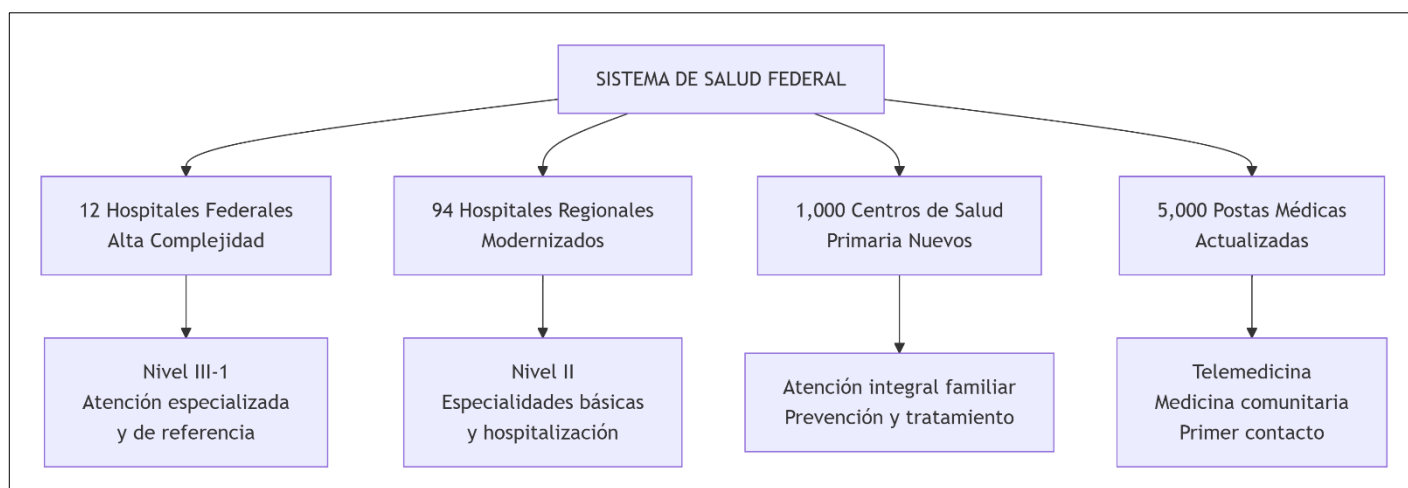 SISTEMA DE SALUD FEDERAL
12 Hospitales Federales
Alta Complejidad
94 Hospitales Regionales
Modernizados
1,000 Centros de Salud
Primaria Nuevos
5,000 Postas Médicas
Actualizadas
Nivel III-1
Atención especializada
y de referencia
Nivel II
Especialidades básicas
y hospitalización
Atención integral familiar
Prevención y tratamiento
Telemedicina
Medicina comunitaria
Primer contacto